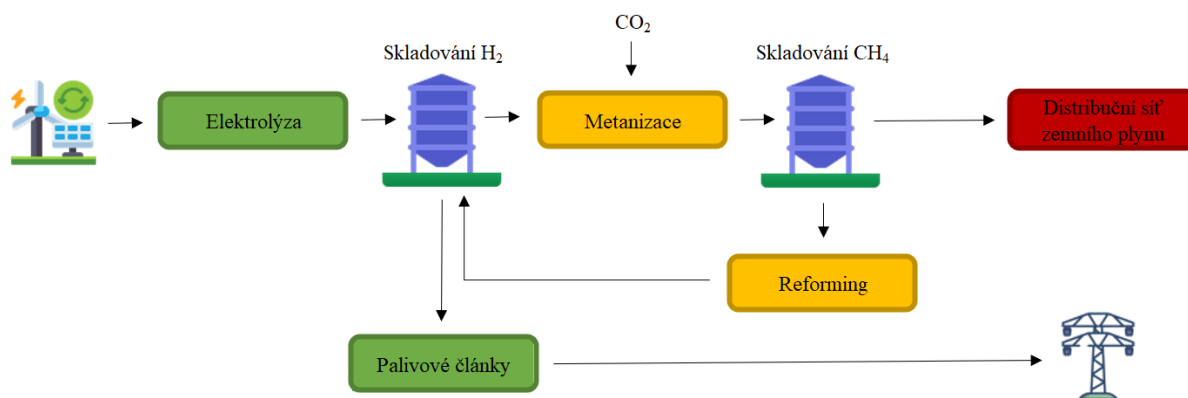 CO₂
Skladování H₂
Skladování CH₄
Elektrolýza
Metanizace
Distribuční síť
zemního plynu
Reforming
Palivové články